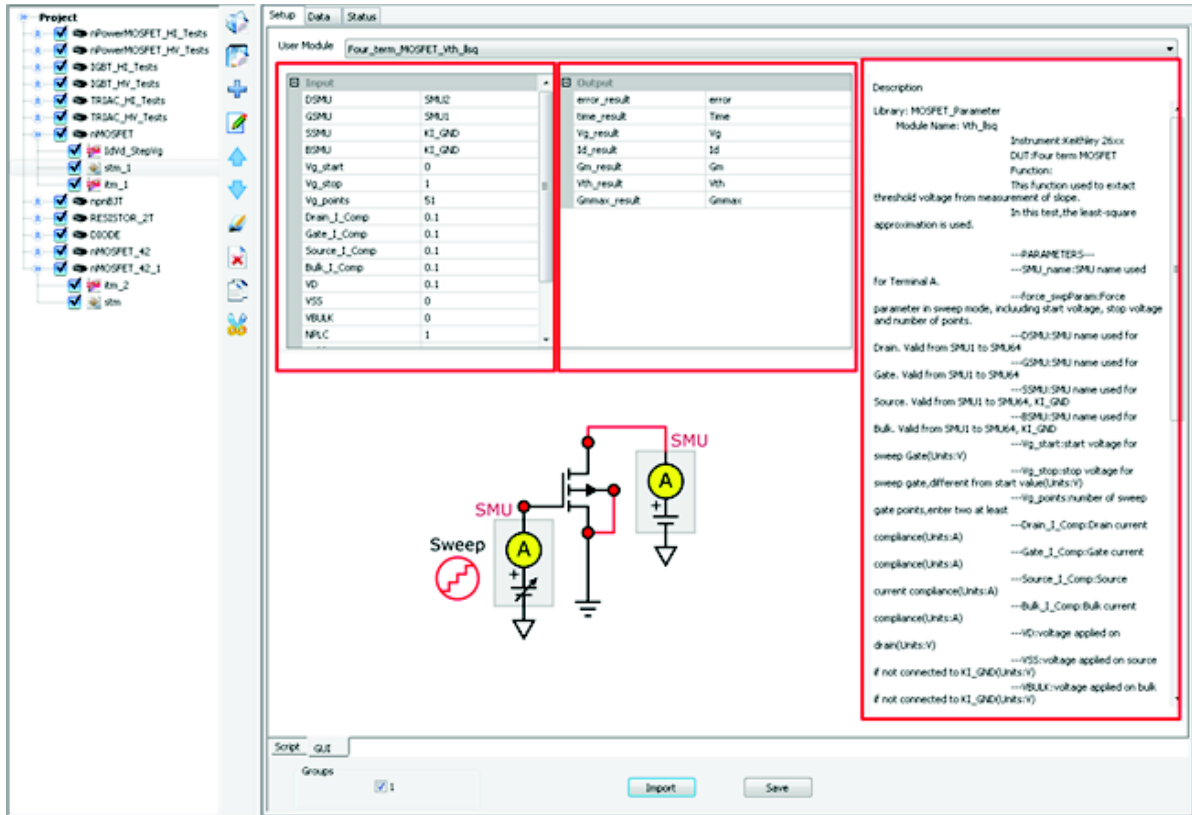 Project
nPowerMOSFET_HI_Tests
nPowerMOSFET_HV_Tests
IGBT_HI_Tests
IGBT_HV_Tests
TRIAC_HI_Tests
TRIAC_HV_Tests
nMOSFET
IdVd_StepVg
stm_1
itm_1
npnBJT
RESISTOR_2T
DIODE
nMOSFET_42
nMOSFET_42_1
itm_2
stm
Setup Data Status
User Module Four_term_MOSFET_Vth_llsq
Input
DSMU SMU2
GSMU SMU1
SSMU KI_GND
BSMU KI_GND
Vg_start 0
Vg_stop 1
Vg_points 51
Drain_I_Comp 0.1
Gate_I_Comp 0.1
Source_I_Comp 0.1
Bulk_I_Comp 0.1
VD 0.1
VSS 0
VBULK 0
NPLC 1
Output
error_result error
time_result Time
Vg_result Vg
Id_result Id
Gm_result Gm
Vth_result Vth
Gmmax_result Gmmax
Description
Library: MOSFET_Parameter
Module Name: Vth_llsq
Instrument:Keithley 26xx
DUT:Four term MOSFET
Function:
This function used to extact
threshold voltage from measurement of slope.
In this test,the least-square
approximation is used.
---PARAMETERS---
---SMU_name:SMU name used
for Terminal A.
---force_swpParam:Force
parameter in sweep mode, incluuding start voltage, stop voltage
and number of points.
---DSMU:SMU name used for
Drain. Valid from SMU1 to SMU64
---GSMU:SMU name used for
Gate. Valid from SMU1 to SMU64
---SSMU:SMU name used for
Source. Valid from SMU1 to SMU64, KI_GND
---BSMU:SMU name used for
Bulk. Valid from SMU1 to SMU64, KI_GND
---Vg_start:start voltage for
sweep Gate(Units:V)
---Vg_stop:stop voltage for
sweep gate,different from start value(Units:V)
---Vg_points:number of sweep
gate points,enter two at least
---Drain_I_Comp:Drain current
compliance(Units:A)
---Gate_I_Comp:Gate current
compliance(Units:A)
---Source_I_Comp:Source
current compliance(Units:A)
---Bulk_I_Comp:Bulk current
compliance(Units:A)
---VD:voltage applied on
drain(Units:V)
---VSS:voltage applied on source
if not connected to KI_GND(Units:V)
---VBULK:voltage applied on bulk
if not connected to KI_GND(Units:V)
SMU
A
+
SMU
Sweep
A
+
Script GUI
Groups
1
Import
Save